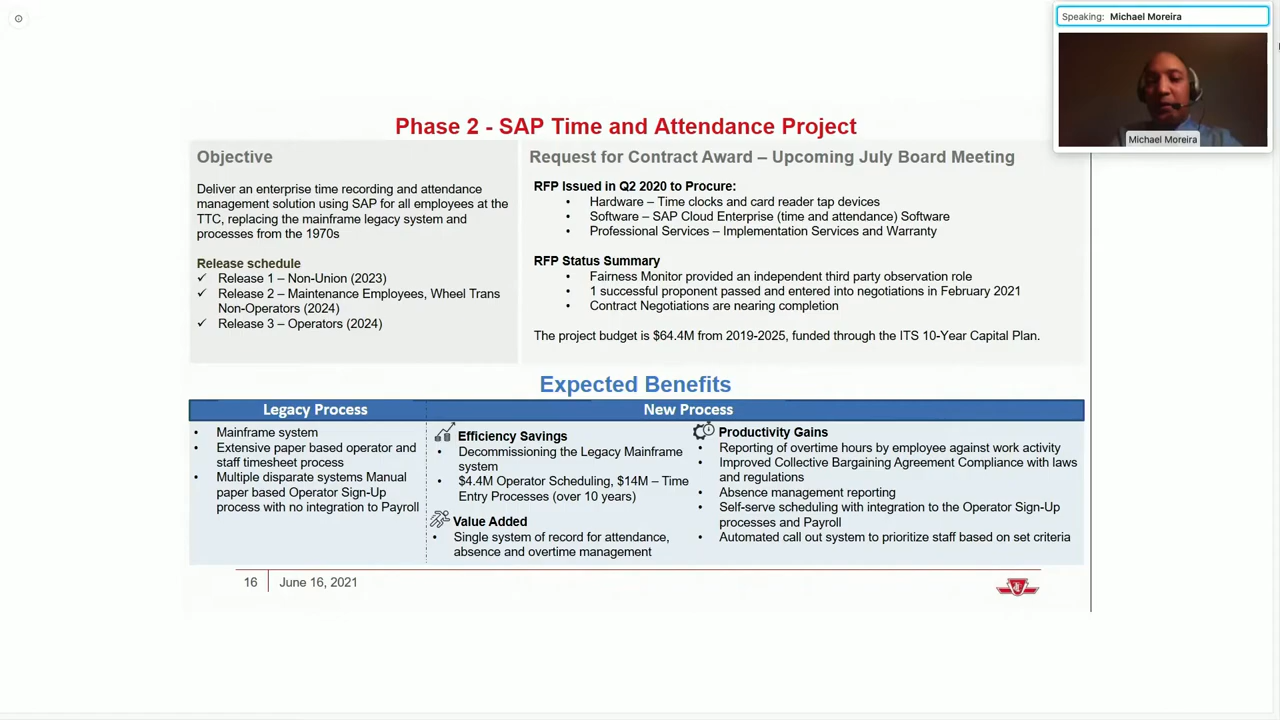 Speaking: Michael Moreira
Michael Moreira
Phase 2 - SAP Time and Attendance Project
Objective
Deliver an enterprise time recording and attendance
management solution using SAP for all employees at the
TTC, replacing the mainframe legacy system and
processes from the 1970s
Release schedule
✓ Release 1 – Non-Union (2023)
✓ Release 2 – Maintenance Employees, Wheel Trans
Non-Operators (2024)
✓ Release 3 – Operators (2024)
Request for Contract Award – Upcoming July Board Meeting
RFP Issued in Q2 2020 to Procure:
• Hardware – Time clocks and card reader tap devices
• Software – SAP Cloud Enterprise (time and attendance) Software
• Professional Services – Implementation Services and Warranty
RFP Status Summary
• Fairness Monitor provided an independent third party observation role
• 1 successful proponent passed and entered into negotiations in February 2021
• Contract Negotiations are nearing completion
The project budget is $64.4M from 2019-2025, funded through the ITS 10-Year Capital Plan.
Expected Benefits
Legacy Process
• Mainframe system
• Extensive paper based operator and
staff timesheet process
• Multiple disparate systems Manual
paper based Operator Sign-Up
process with no integration to Payroll
New Process
Efficiency Savings
• Decommissioning the Legacy Mainframe
system
• $4.4M Operator Scheduling, $14M – Time
Entry Processes (over 10 years)
Value Added
• Single system of record for attendance,
absence and overtime management
Productivity Gains
• Reporting of overtime hours by employee against work activity
• Improved Collective Bargaining Agreement Compliance with laws
and regulations
• Absence management reporting
• Self-serve scheduling with integration to the Operator Sign-Up
processes and Payroll
• Automated call out system to prioritize staff based on set criteria
16 June 16, 2021